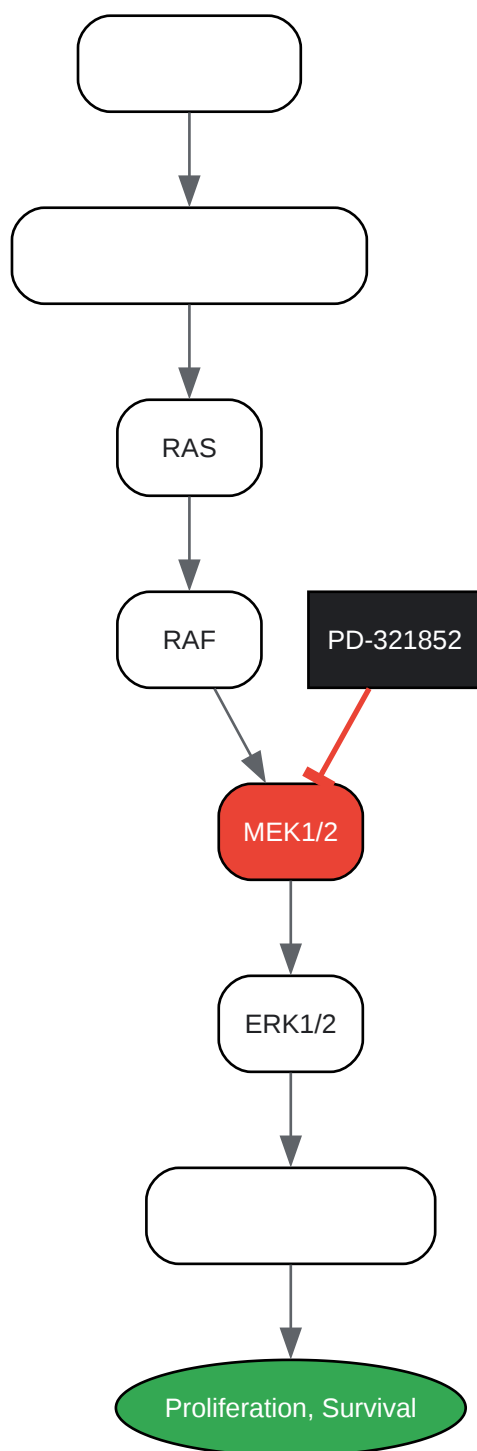 RAS
RAF
PD-321852
MEK1/2
ERK1/2
Proliferation, Survival